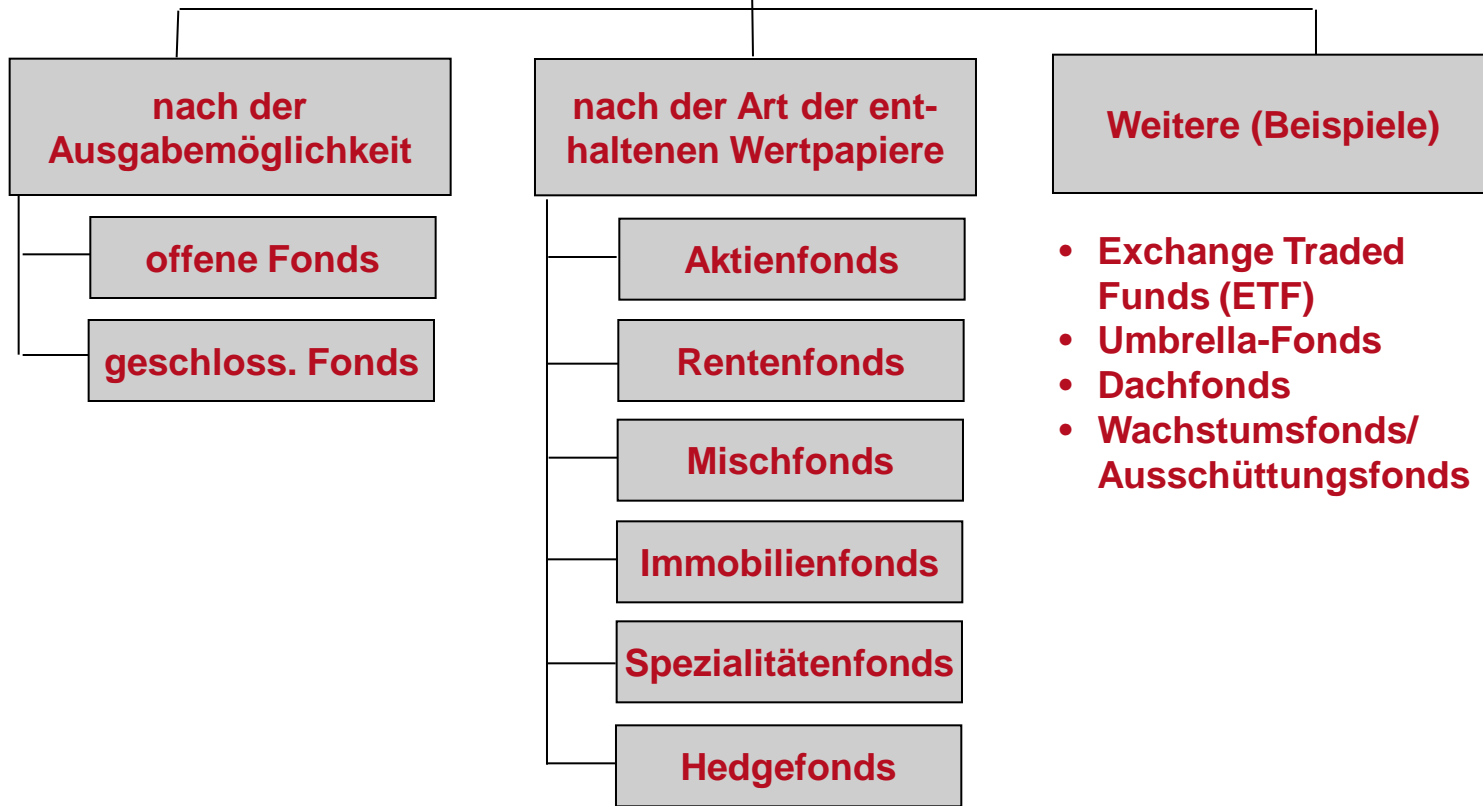 nach der
Ausgabemöglichkeit
offene Fonds
geschloss. Fonds
nach der Art der ent-
haltenen Wertpapiere
Aktienfonds
Rentenfonds
Mischfonds
Immobilienfonds
Spezialitätenfonds
Hedgefonds
Weitere (Beispiele)
• Exchange Traded
Funds (ETF)
• Umbrella-Fonds
• Dachfonds
• Wachstumsfonds/
Ausschüttungsfonds